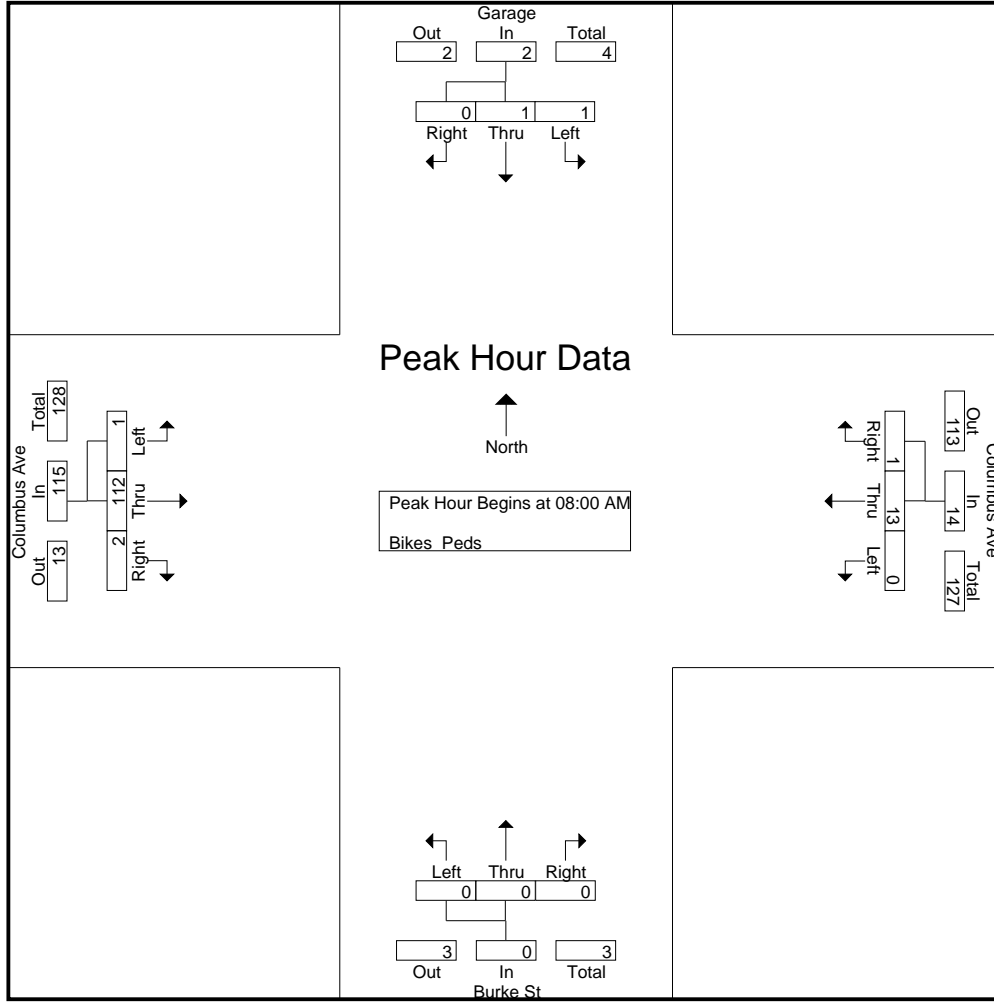 Garage
Out In Total
2 2 4
0 1 1
Right Thru Left
Peak Hour Data
North
Peak Hour Begins at 08:00 AM
Bikes Peds
Columbus Ave
Total In Out
128 115 13
1 112 2
Left Thru Right
Columbus Ave
Out In Total
113 14 127
1 13 0
Right Thru Left
Left Thru Right
0 0 0
3 0 3
Out In Total
Burke St